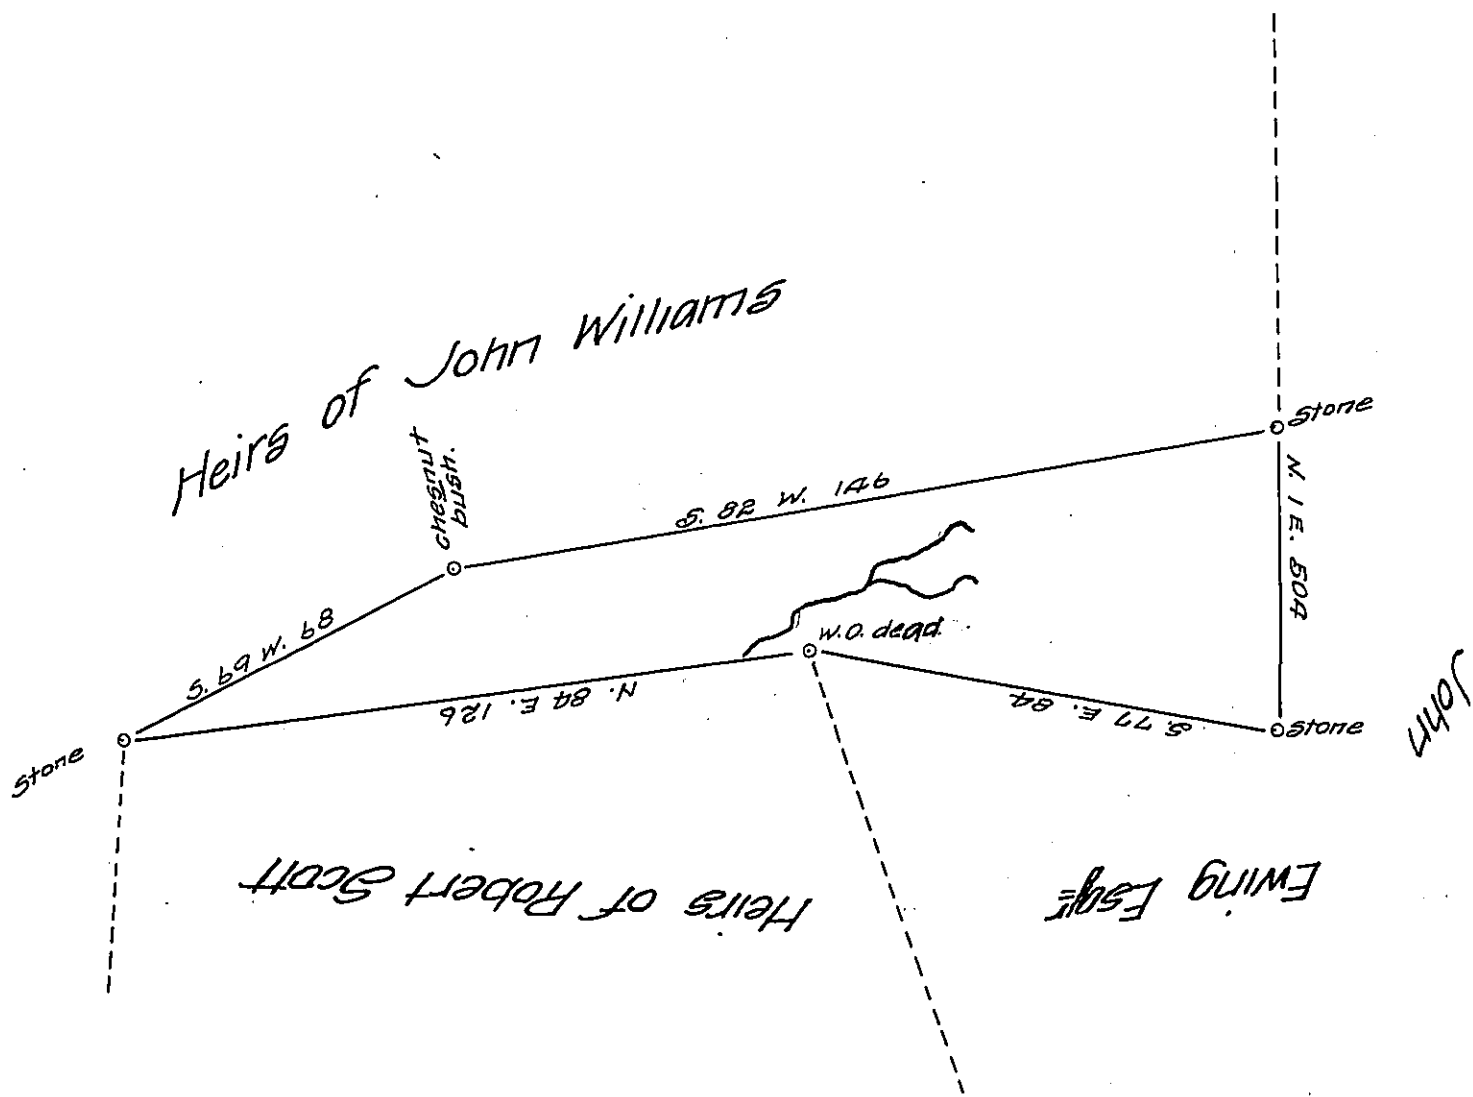 Heirs of John Williams
chesnut
bush.
Stone
S. 82 W. 146
N. 1 E. 504
W.O. dead.
S. 69 W. 68
N. 84 E. 126
S. 77 E. 84
Stone
Stone
John
Ewing Esqr
Heirs of Robert Scott